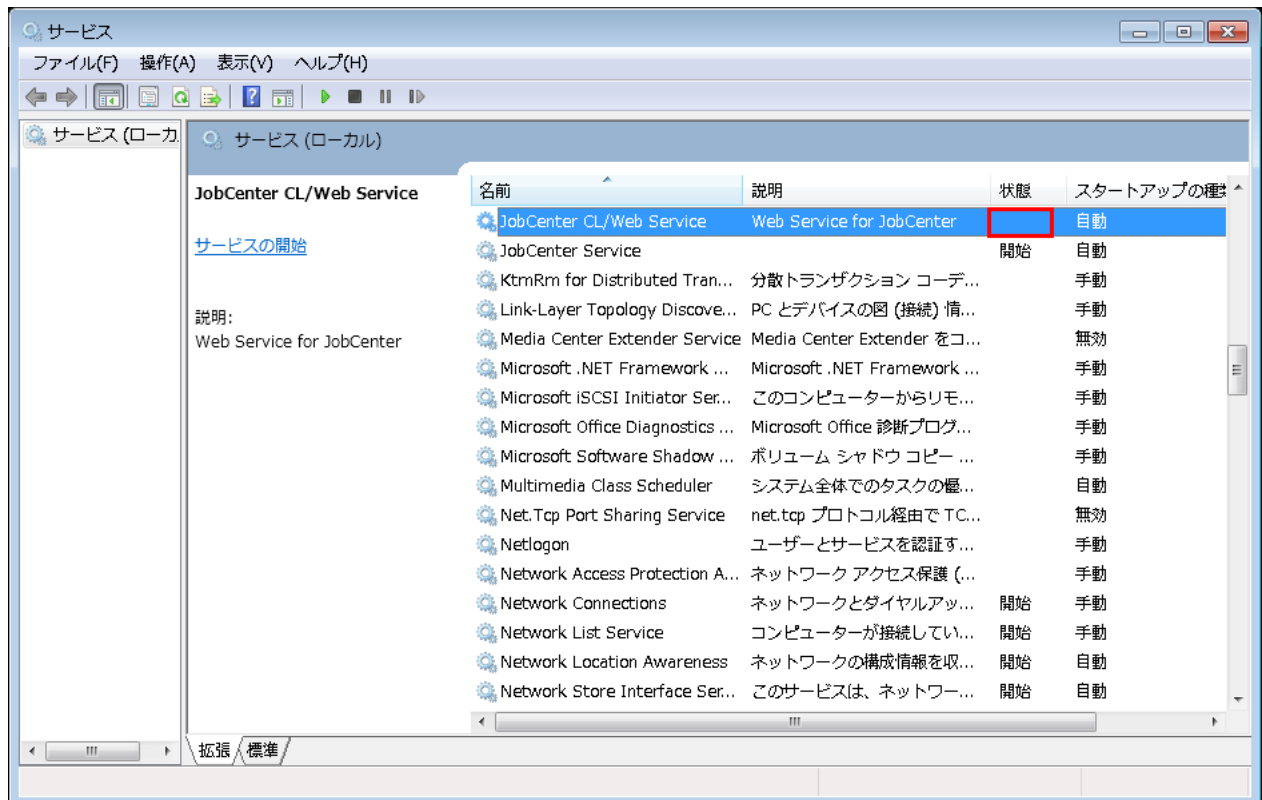 サービス
ファイル(F) 操作(A) 表示(V) ヘルプ(H)
サービス (ローカ
サービス (ローカル)
JobCenter CL/Web Service
サービスの開始
説明:
Web Service for JobCenter
名前 説明 状態 スタートアップの種類
JobCenter CL/Web Service Web Service for JobCenter 自動
JobCenter Service 開始 自動
KtmRm for Distributed Tran... 分散トランザクション コーデ... 手動
Link-Layer Topology Discove... PC とデバイスの図 (接続) 情... 手動
Media Center Extender Service Media Center Extender をコ... 無効
Microsoft .NET Framework ... Microsoft .NET Framework ... 手動
Microsoft iSCSI Initiator Ser... このコンピューターからリモ... 手動
Microsoft Office Diagnostics ... Microsoft Office 診断プログ... 手動
Microsoft Software Shadow ... ボリューム シャドウ コピー ... 手動
Multimedia Class Scheduler システム全体でのタスクの優... 自動
Net.Tcp Port Sharing Service net.tcp プロトコル経由で TC... 無効
Netlogon ユーザーとサービスを認証す... 手動
Network Access Protection A... ネットワーク アクセス保護 (... 手動
Network Connections ネットワークとダイヤルアッ... 開始 手動
Network List Service コンピューターが接続してい... 開始 手動
Network Location Awareness ネットワークの構成情報を収... 開始 自動
Network Store Interface Ser... このサービスは、ネットワー... 開始 自動
拡張 標準